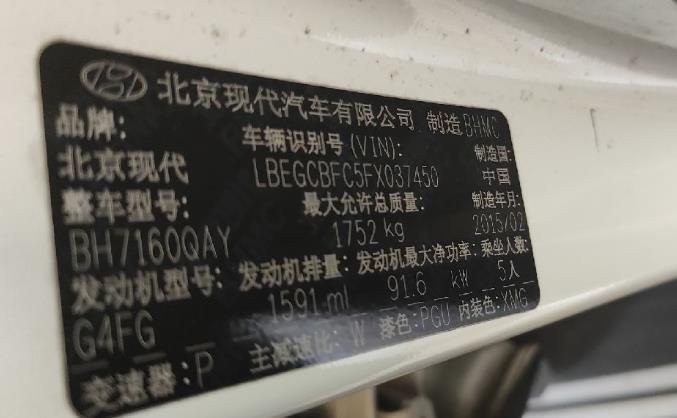 北京现代汽车有限公司 制造 BHMC
品牌: 车辆识别号(VIN): 制造国:
北京现代 LBEGCBFC5FX037450 中国
整车型号: 最大允许总质量: 制造年月:
BH7160QAY 1752 kg 2015/02
发动机型号: 发动机排量: 发动机最大净功率: 乘坐人数:
G4FG 1591 ml 91.6 kW 5人
变速器: P 主减速比: W 漆色: PGU 内装色: XMG